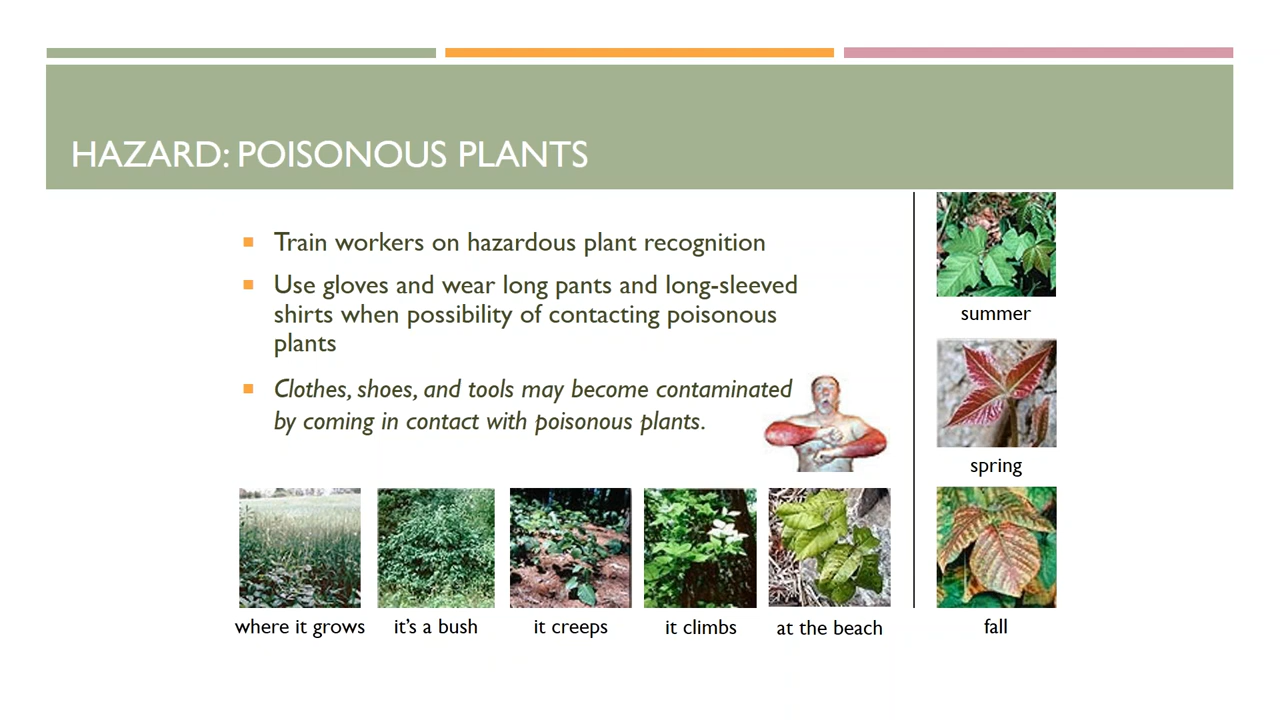 HAZARD: POISONOUS PLANTS
Train workers on hazardous plant recognition
Use gloves and wear long pants and long-sleeved
shirts when possibility of contacting poisonous
plants
Clothes, shoes, and tools may become contaminated
by coming in contact with poisonous plants.
where it grows
it's a bush
it creeps
it climbs
at the beach
summer
spring
fall